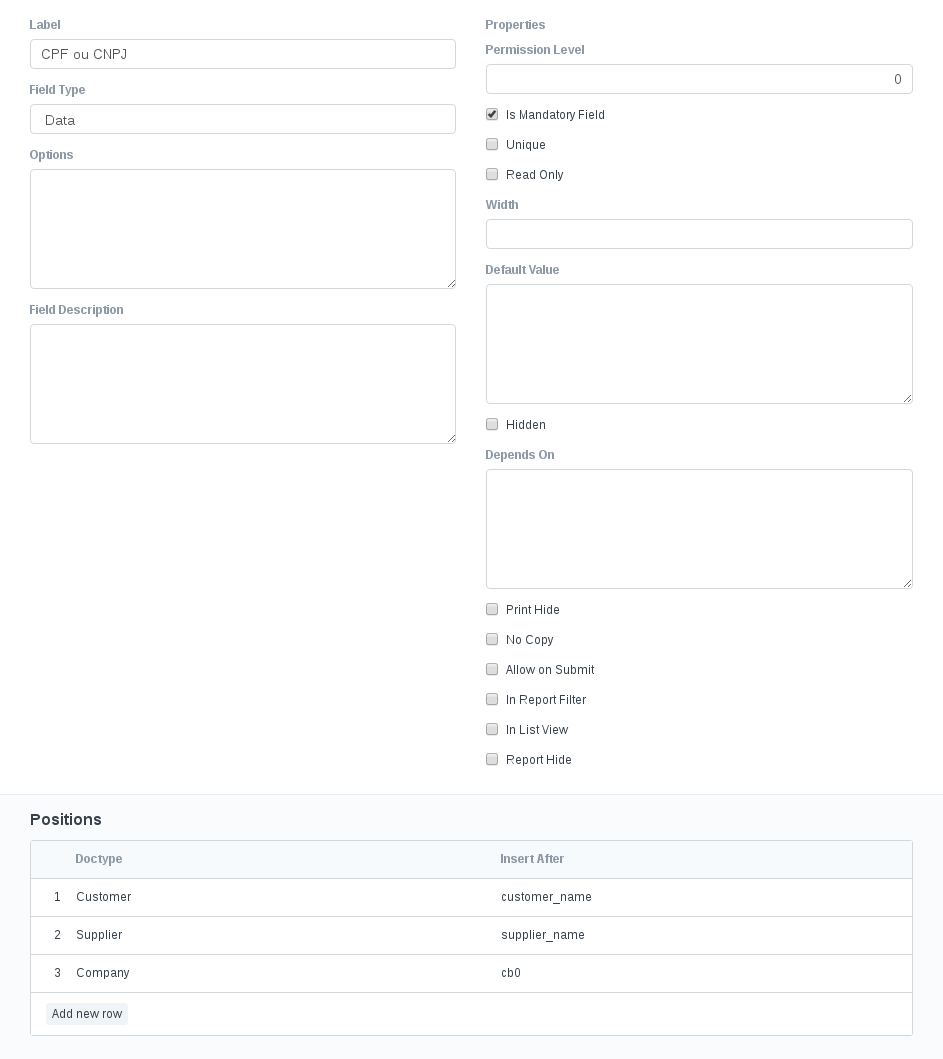 Label
CPF ou CNPJ
Field Type
Data
Options
Field Description
Properties
Permission Level
0
Is Mandatory Field
Unique
Read Only
Width
Default Value
Hidden
Depends On
Print Hide
No Copy
Allow on Submit
In Report Filter
In List View
Report Hide
Positions
Doctype Insert After
1 Customer customer_name
2 Supplier supplier_name
3 Company cb0
Add new row